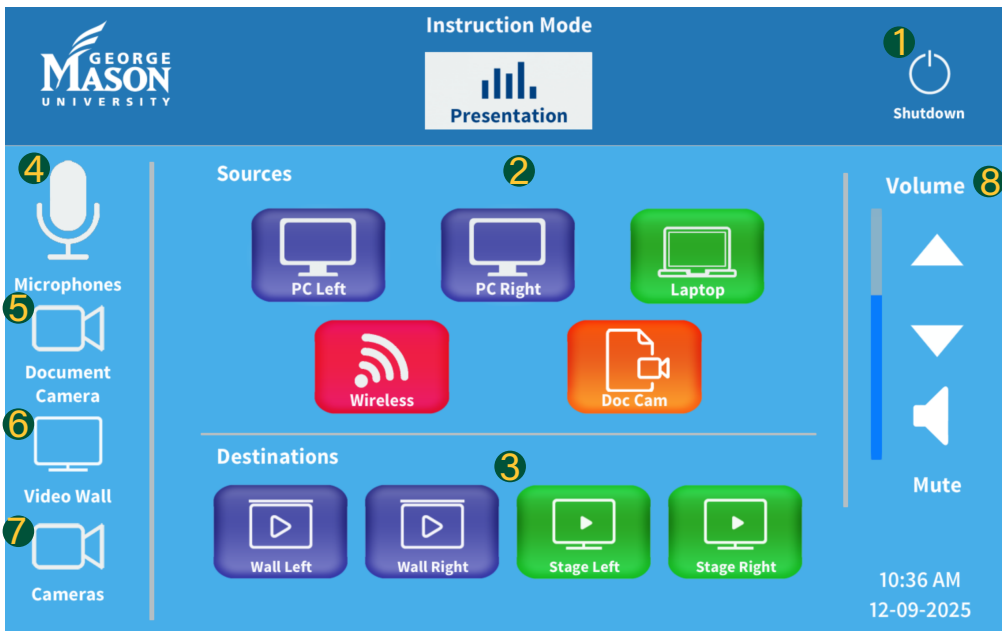 GEORGE
MASON
UNIVERSITY
Instruction Mode
Presentation
1
Shutdown
4
Microphones
5
Document
Camera
6
Video Wall
7
Cameras
Sources
2
PC Left
PC Right
Laptop
Wireless
Doc Cam
Destinations
3
Wall Left
Wall Right
Stage Left
Stage Right
Volume
8
Mute
10:36 AM
12-09-2025